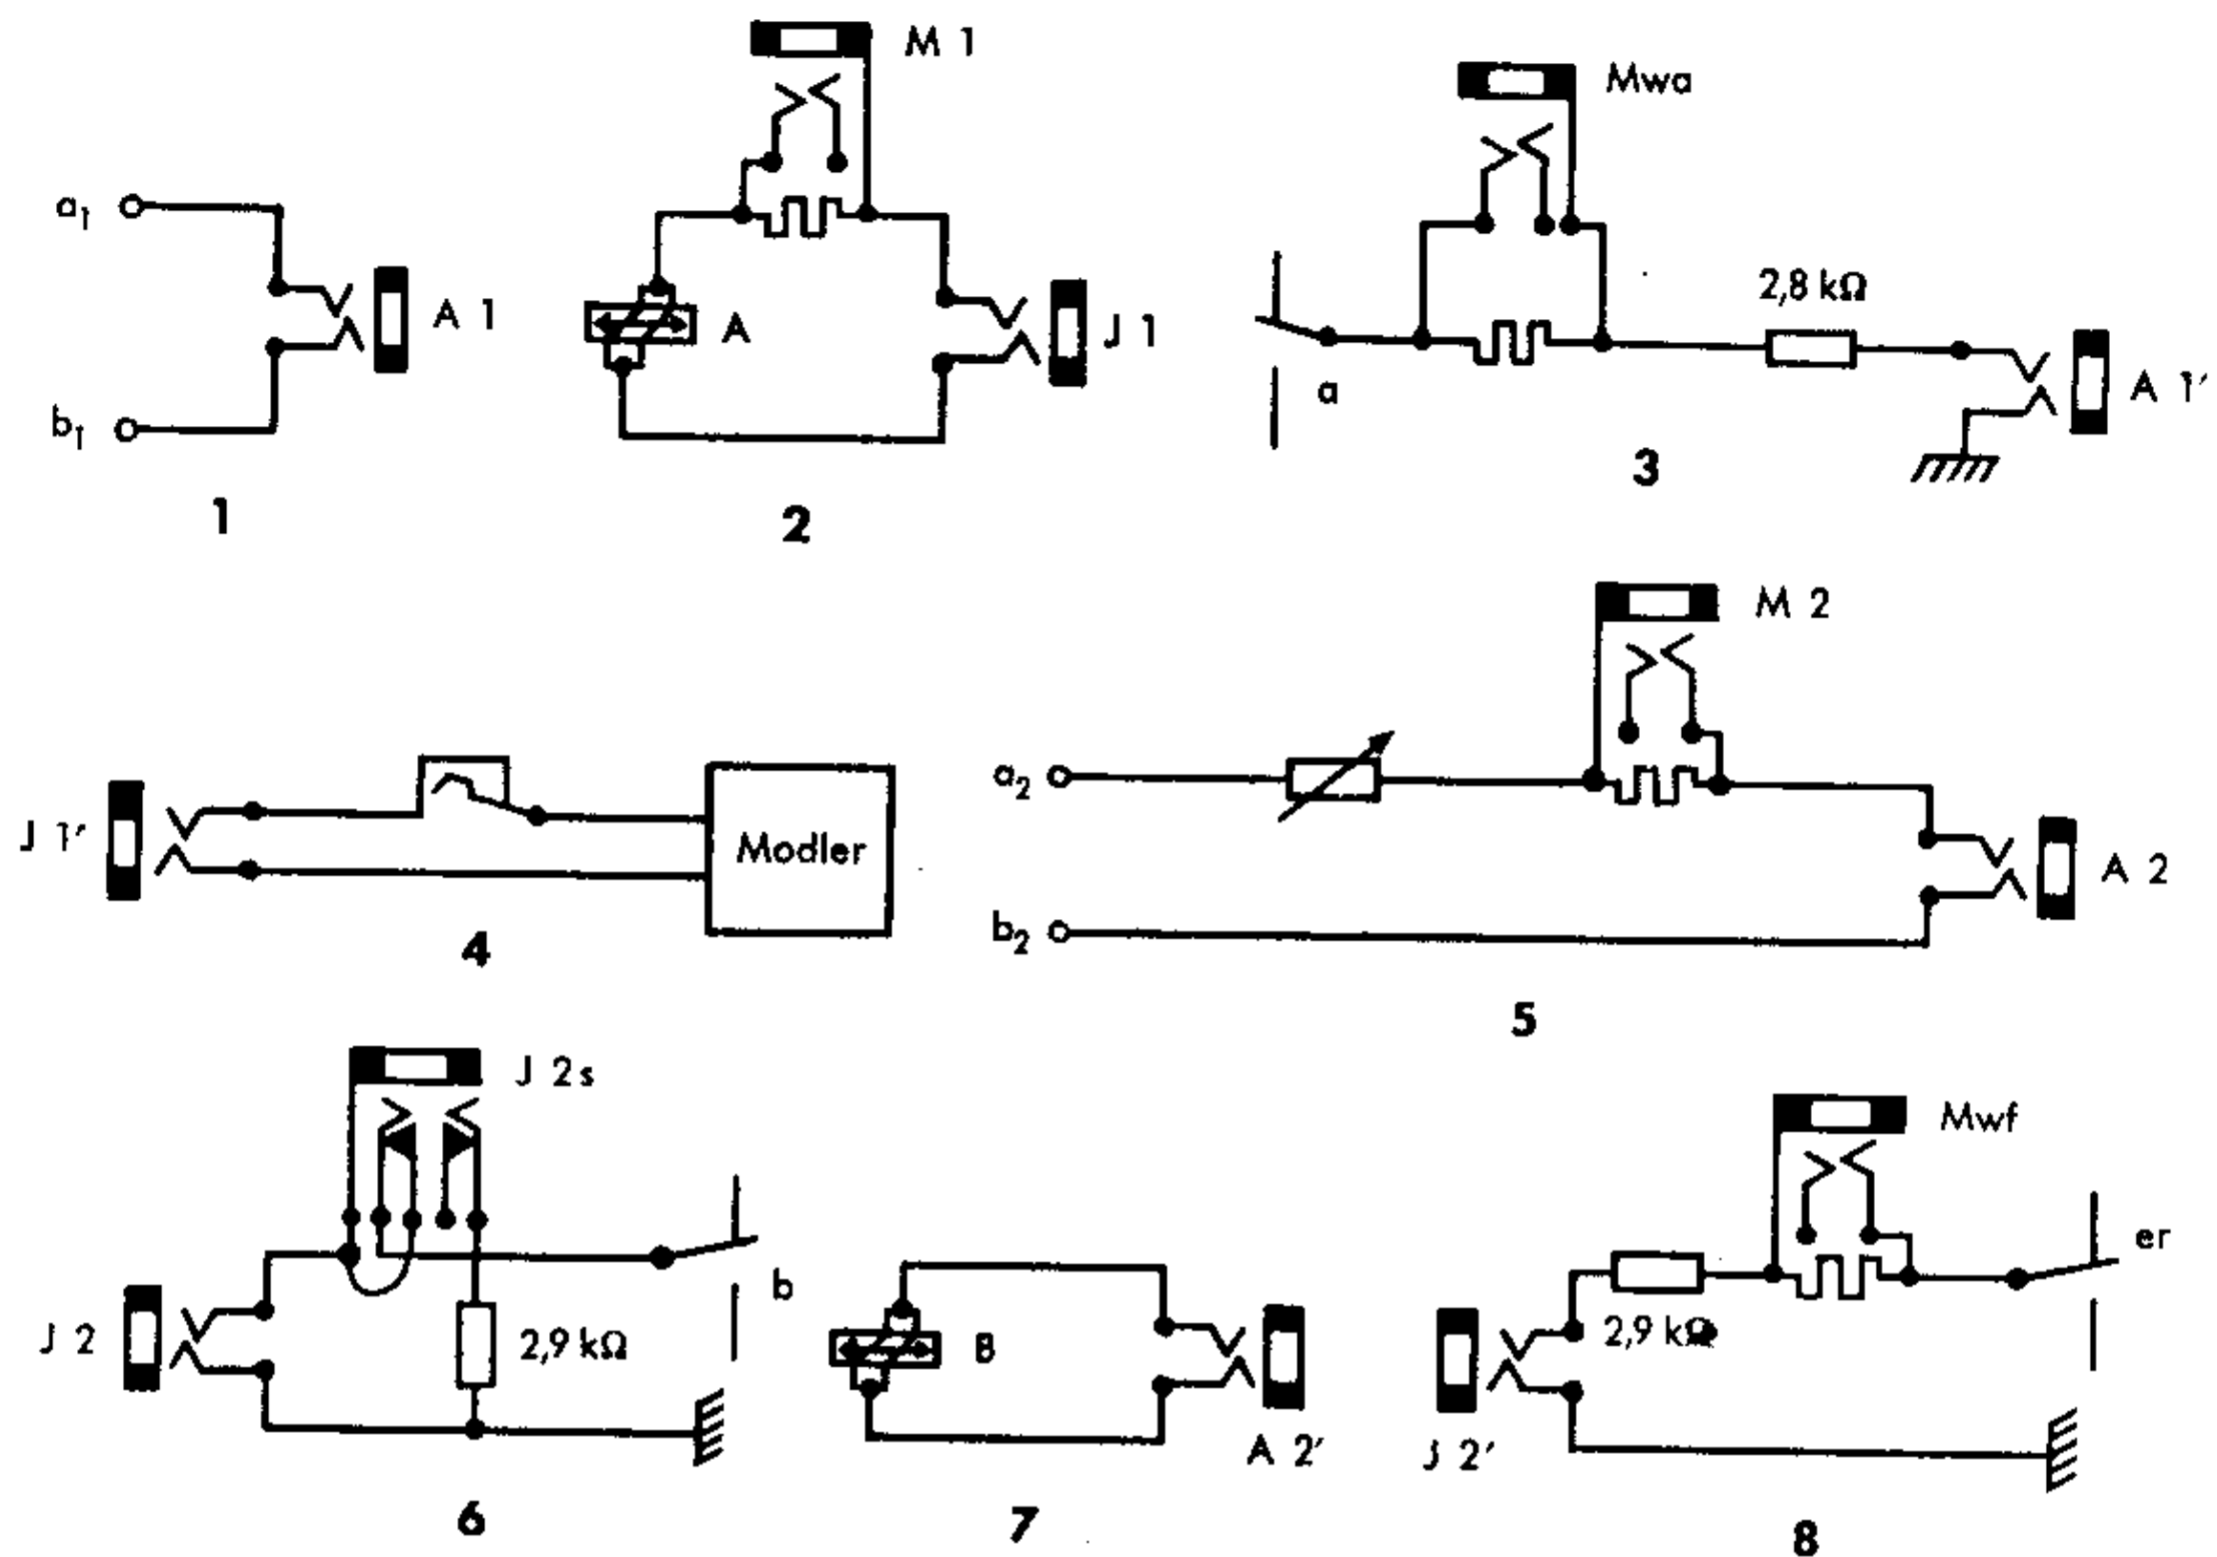 M 1
Mwa
a1
A 1
A
J 1
2,8 kΩ
a
A 1′
b1
1
2
3
M 2
J 1′
Modler
a2
A 2
b2
4
5
J 2s
Mwf
er
b
J 2
2,9 kΩ
B
2,9 kΩ
A 2′
J 2′
6
7
8